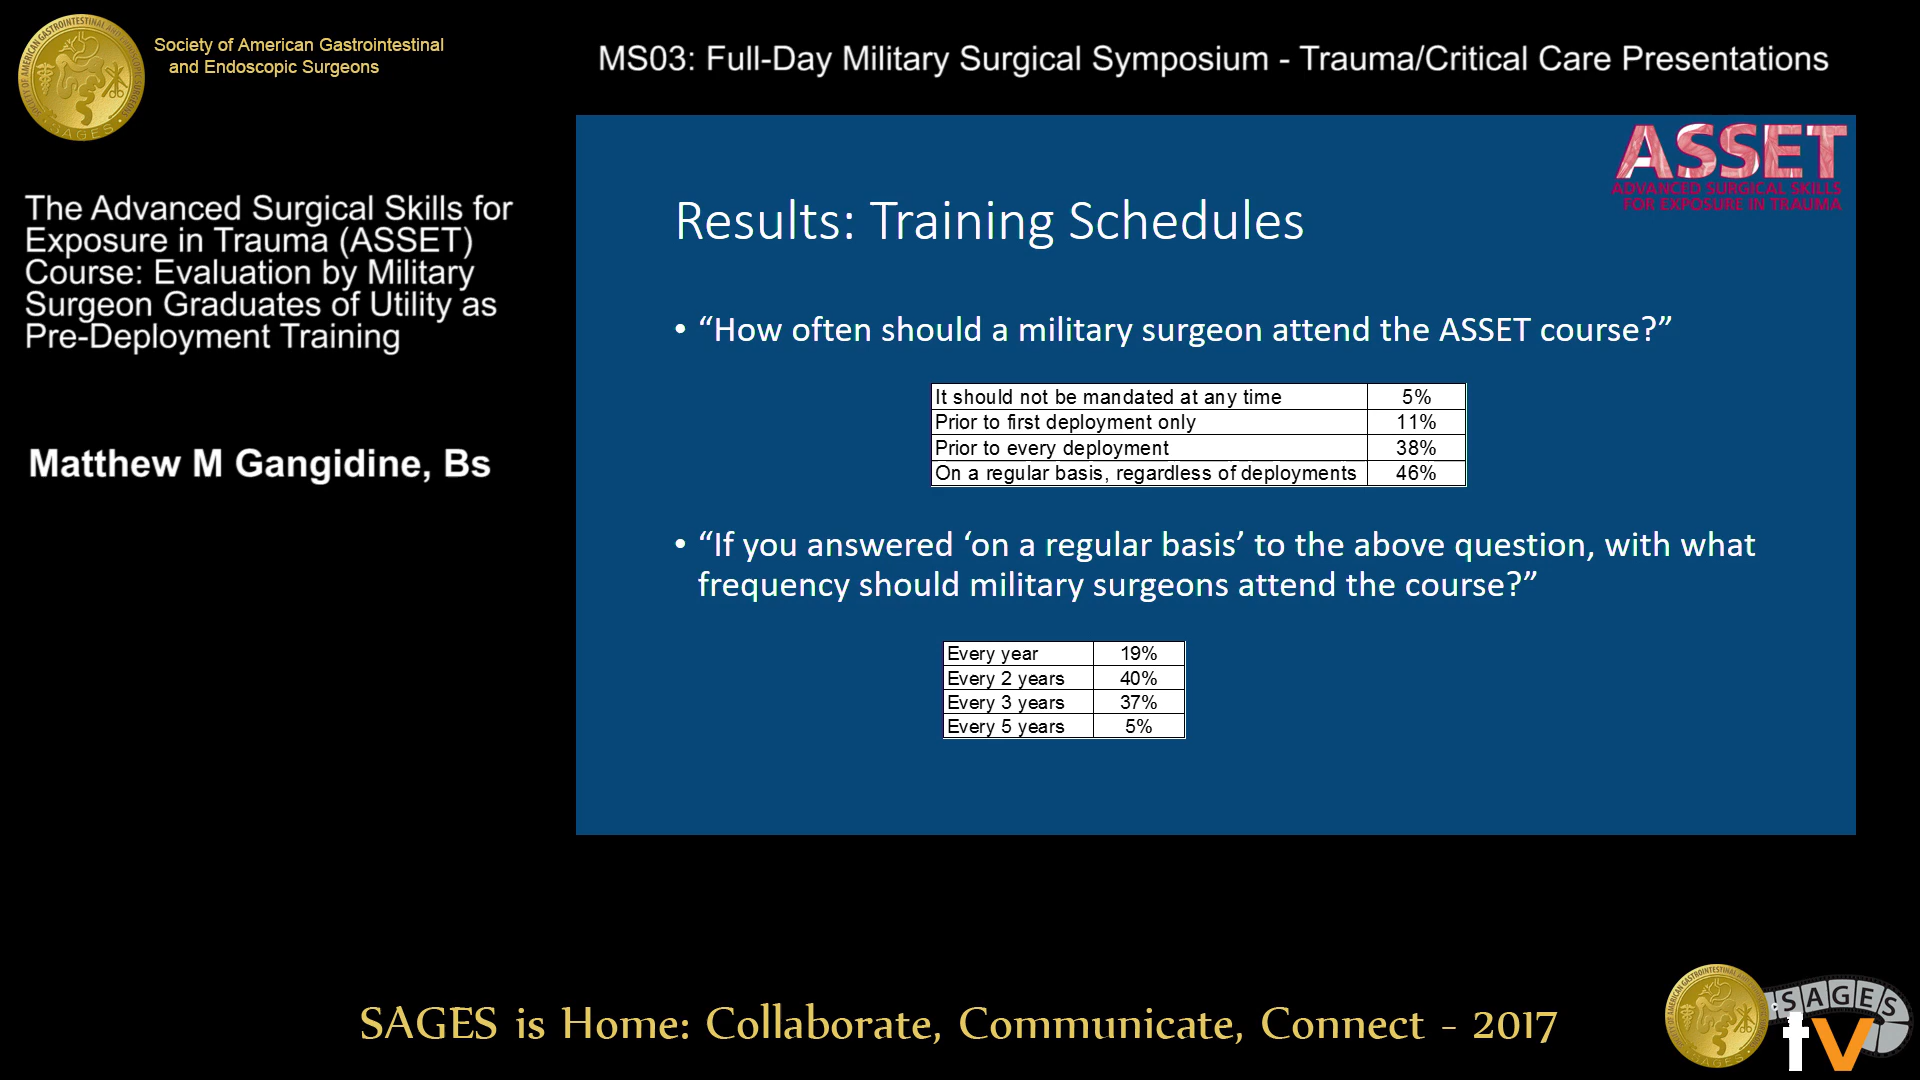 Society of American Gastrointestinal
and Endoscopic Surgeons
MS03: Full-Day Military Surgical Symposium - Trauma/Critical Care Presentations
The Advanced Surgical Skills for
Exposure in Trauma (ASSET)
Course: Evaluation by Military
Surgeon Graduates of Utility as
Pre-Deployment Training
Matthew M Gangidine, Bs
ASSET
ADVANCED SURGICAL SKILLS
FOR EXPOSURE IN TRAUMA
Results: Training Schedules
• “How often should a military surgeon attend the ASSET course?”
It should not be mandated at any time 5%
Prior to first deployment only 11%
Prior to every deployment 38%
On a regular basis, regardless of deployments 46%
• “If you answered ‘on a regular basis’ to the above question, with what
frequency should military surgeons attend the course?”
Every year 19%
Every 2 years 40%
Every 3 years 37%
Every 5 years 5%
SAGES is Home: Collaborate, Communicate, Connect - 2017
SAGES
tv